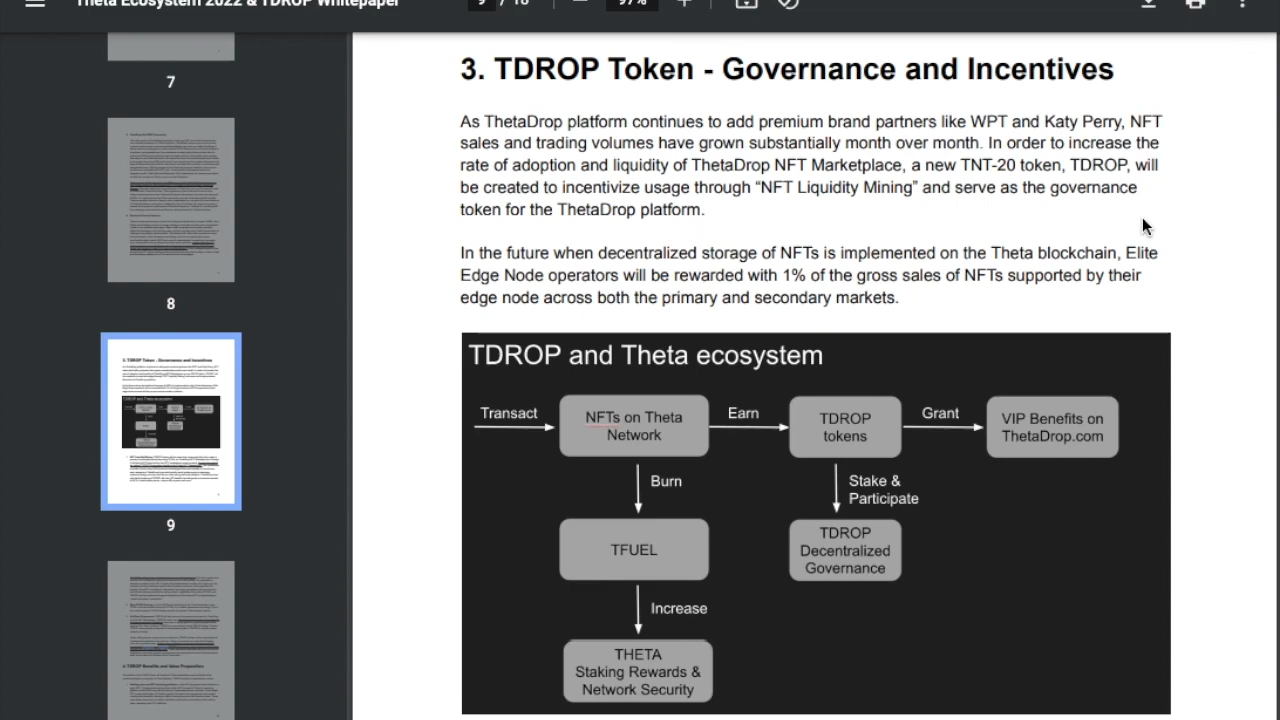 Theta Ecosystem 2022 & TDROP Whitepaper
9 / 18
97%
7
8
9
3. TDROP Token - Governance and Incentives
As ThetaDrop platform continues to add premium brand partners like WPT and Katy Perry, NFT
sales and trading volumes have grown substantially month over month. In order to increase the
rate of adoption and liquidity of ThetaDrop NFT Marketplace, a new TNT-20 token, TDROP, will
be created to incentivize usage through “NFT Liquidity Mining” and serve as the governance
token for the ThetaDrop platform.
In the future when decentralized storage of NFTs is implemented on the Theta blockchain, Elite
Edge Node operators will be rewarded with 1% of the gross sales of NFTs supported by their
edge node across both the primary and secondary markets.
TDROP and Theta ecosystem
Transact
NFTs on Theta
Network
Earn
TDROP
tokens
Grant
VIP Benefits on
ThetaDrop.com
Burn
Stake &
Participate
TFUEL
TDROP
Decentralized
Governance
Increase
THETA
Staking Rewards &
Network Security